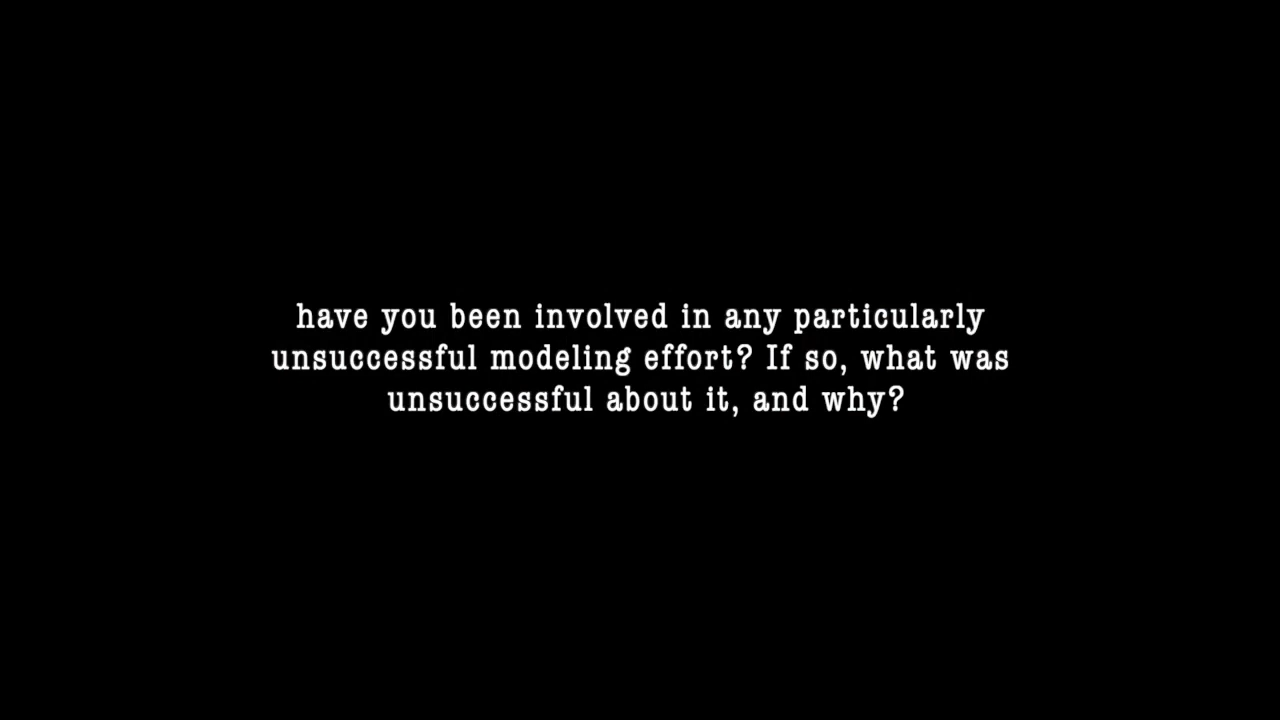 have you been involved in any particularly
unsuccessful modeling effort? If so, what was
unsuccessful about it, and why?